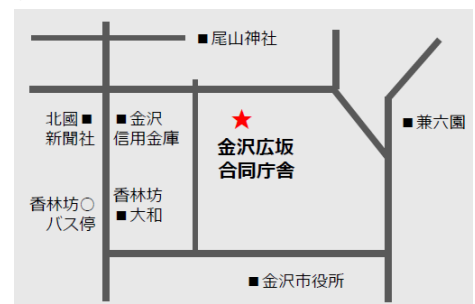 ■尾山神社
北國■
新聞社
■金沢
信用金庫
★
金沢広坂
合同庁舎
■兼六園
香林坊○
バス停
香林坊
■大和
■金沢市役所